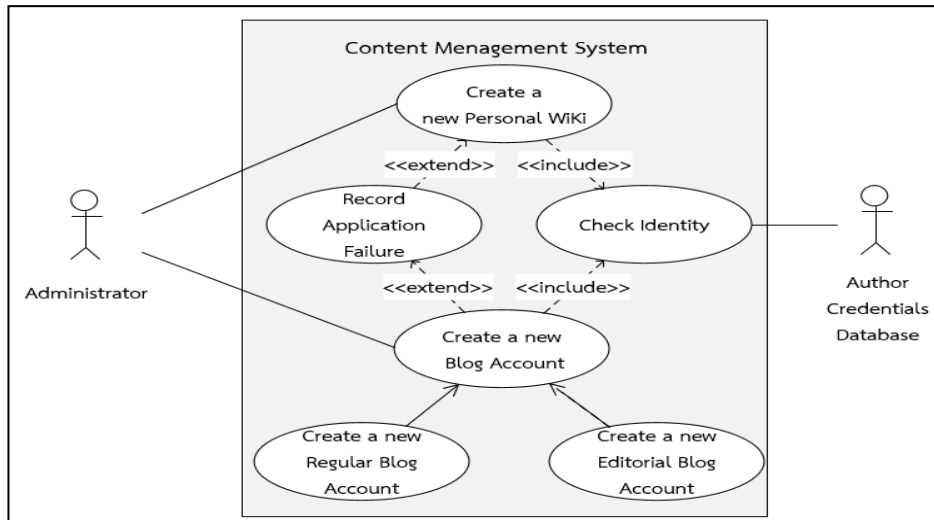 Content Menagement System
Create a
new Personal WiKi
<<extend>>
<<include>>
Record
Application
Failure
Check Identity
Administrator
Author
Credentials
Database
<<extend>>
<<include>>
Create a new
Blog Account
Create a new
Regular Blog
Account
Create a new
Editorial Blog
Account